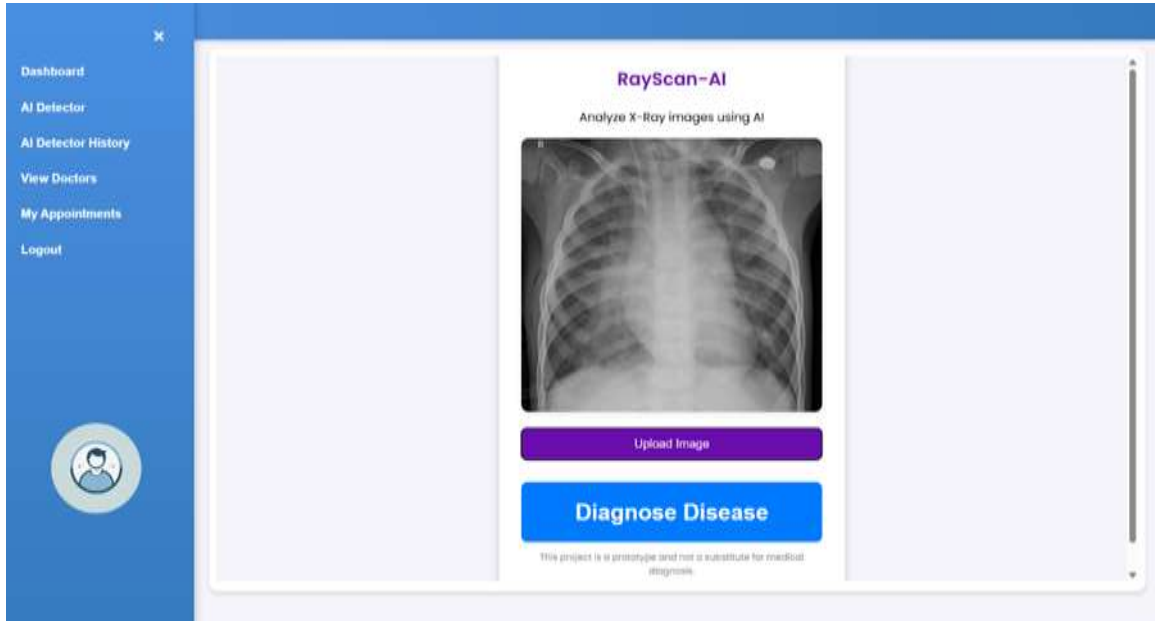 ×
Dashboard
AI Detector
AI Detector History
View Doctors
My Appointments
Logout
RayScan-AI
Analyze X-Ray images using AI
R
Upload Image
Diagnose Disease
This project is a prototype and not a substitute for medical
diagnosis.